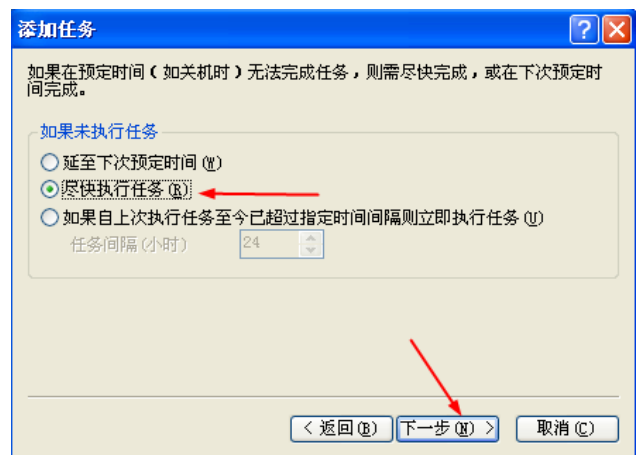 添加任务
如果在预定时间(如关机时)无法完成任务,则需尽快完成,或在下次预定时
间完成。
如果未执行任务
延至下次预定时间(W)
尽快执行任务(R)
如果自上次执行任务至今已超过指定时间间隔则立即执行任务(U)
任务间隔(小时) 24
< 返回(B) 下一步(N) > 取消(C)